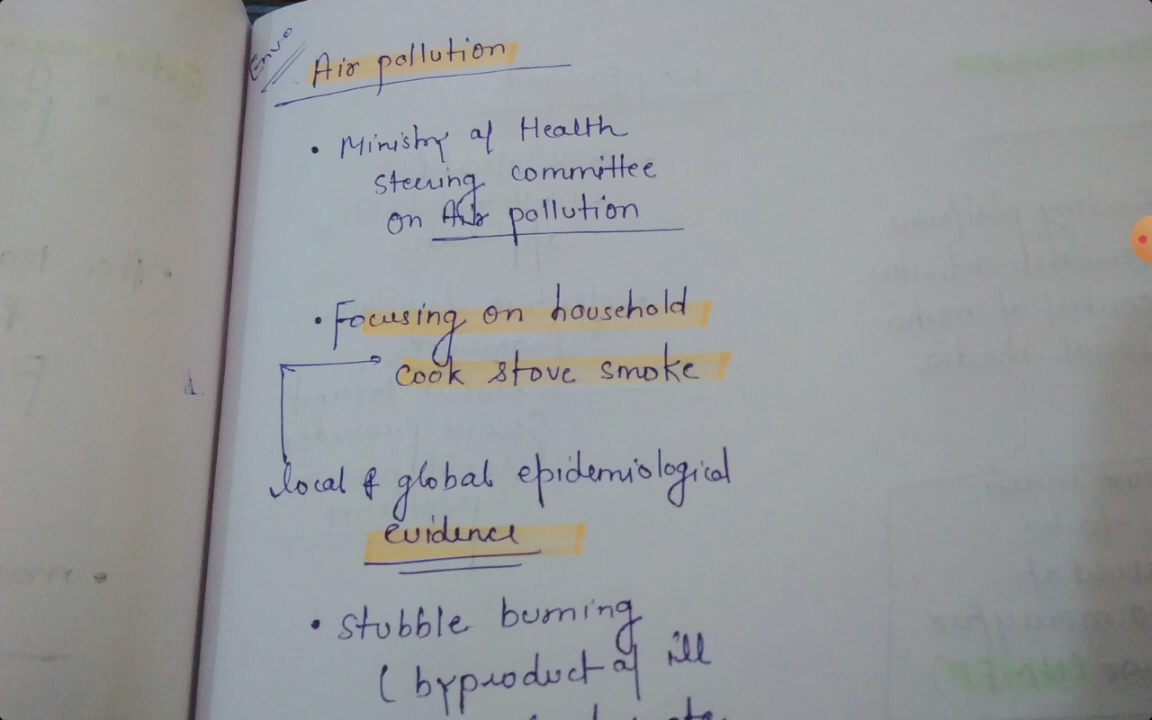 Envo
Air pollution
• Ministry of Health
steering committee
on Air pollution
• Focusing on household
cook stove smoke
local & global epidemiological
evidence
• stubble burning
( byproduct of ill